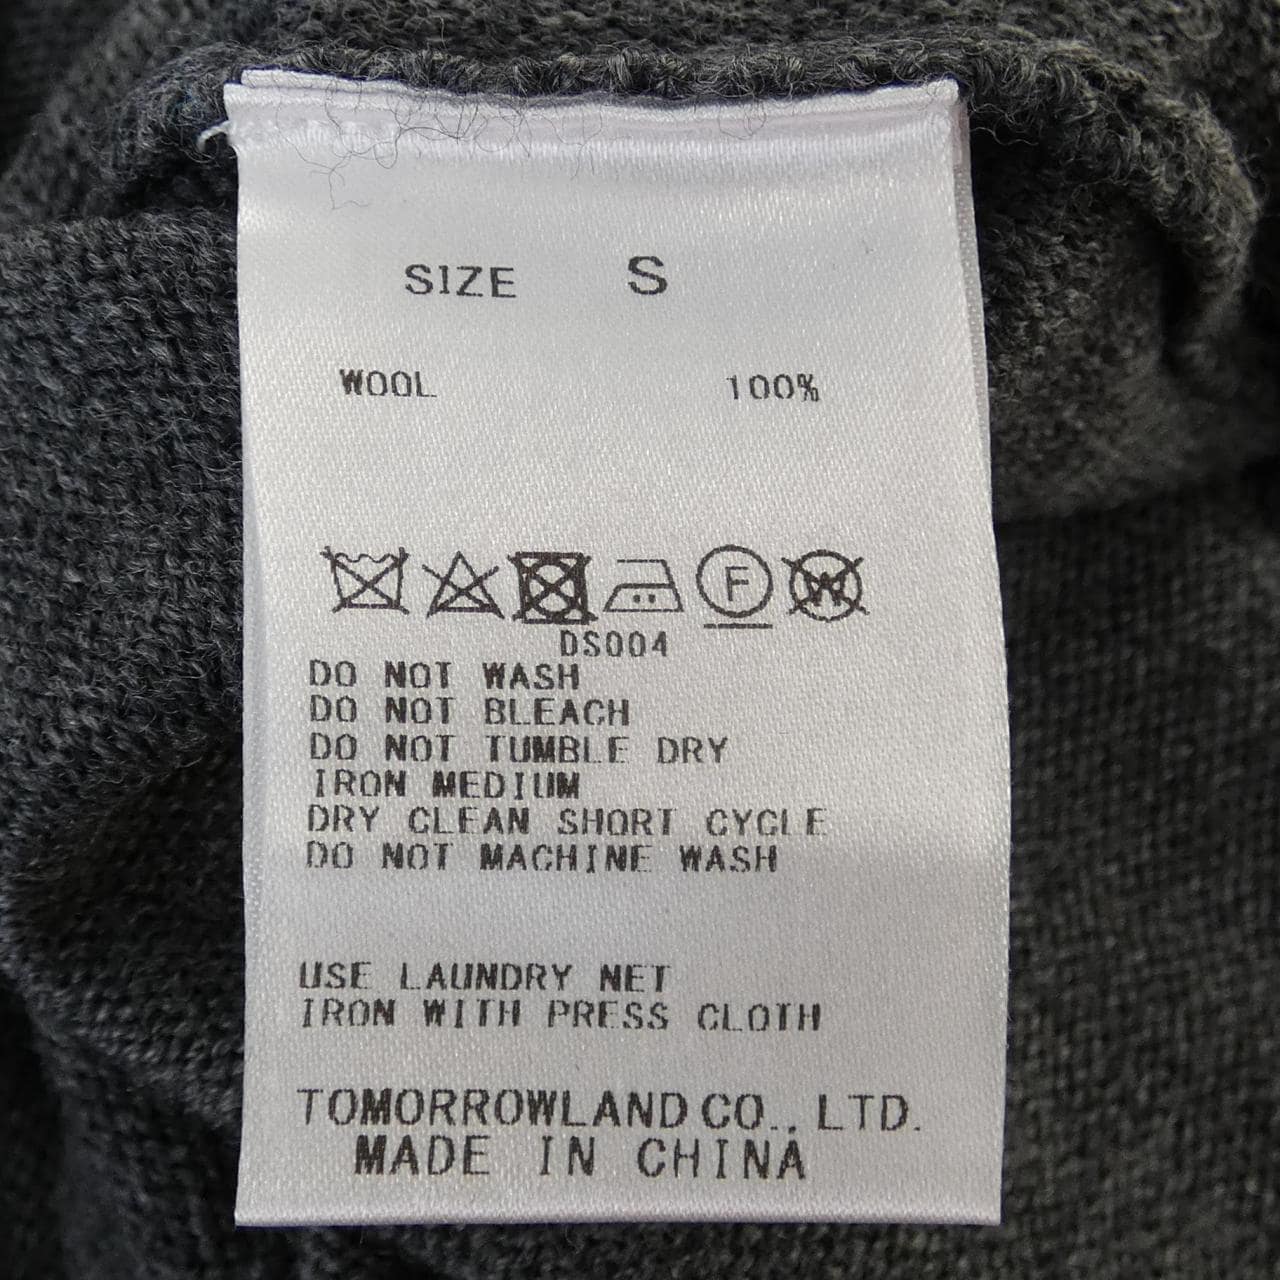 SIZE S
WOOL 100%
F W
DS004
DO NOT WASH
DO NOT BLEACH
DO NOT TUMBLE DRY
IRON MEDIUM
DRY CLEAN SHORT CYCLE
DO NOT MACHINE WASH
USE LAUNDRY NET
IRON WITH PRESS CLOTH
TOMORROWLAND CO., LTD.
MADE IN CHINA